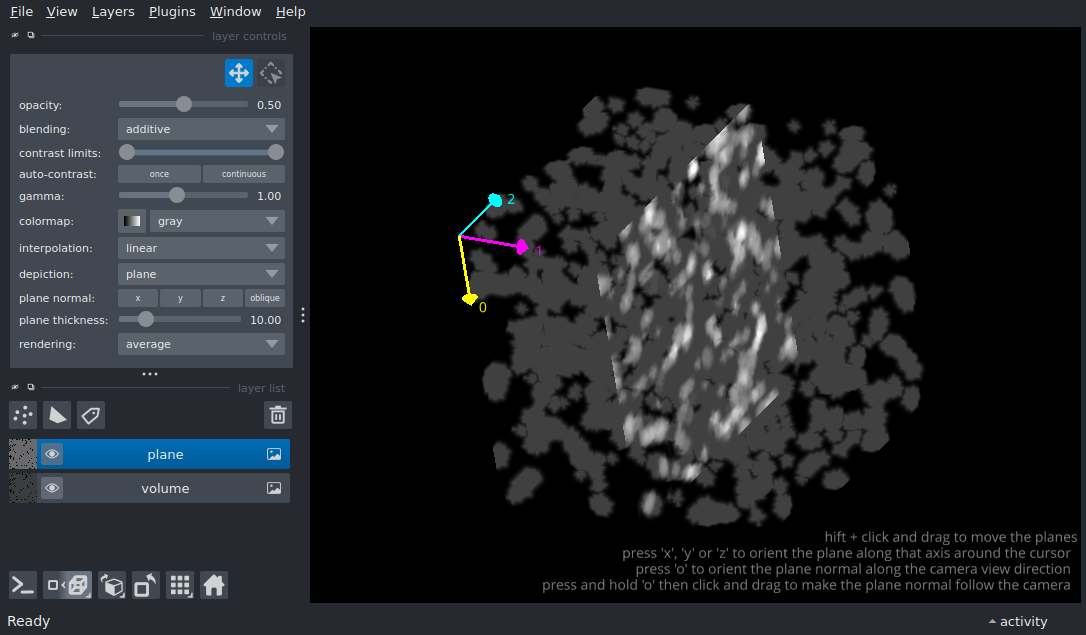 File View Layers Plugins Window Help
layer controls
opacity: 0.50
blending: additive
contrast limits:
auto-contrast: once continuous
gamma: 1.00
colormap: gray
interpolation: linear
depiction: plane
plane normal: x y z oblique
plane thickness: 10.00
rendering: average
layer list
plane
volume
2
1
0
hift + click and drag to move the planes
press 'x', 'y' or 'z' to orient the plane along that axis around the cursor
press 'o' to orient the plane normal along the camera view direction
press and hold 'o' then click and drag to make the plane normal follow the camera
Ready activity